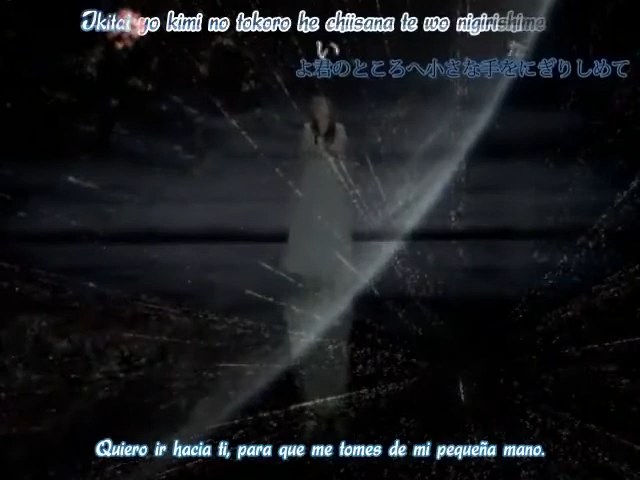 Ikitai yo kimi no tokoro he chiisana te wo nigirishime
い
よ君のところへ小さな手をにぎりしめて
Quiero ir hacia ti, para que me tomes de mi pequeña mano.